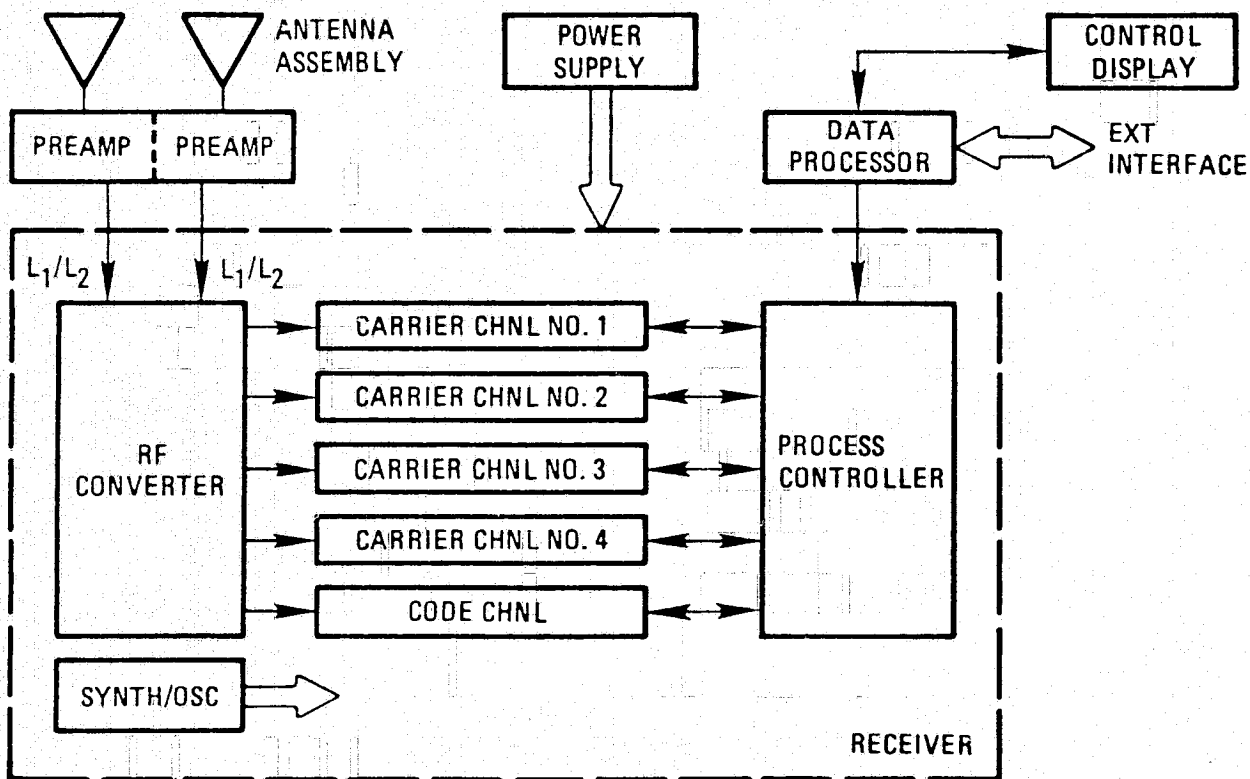 ANTENNA
ASSEMBLY
POWER
SUPPLY
CONTROL
DISPLAY
PREAMP
PREAMP
DATA
PROCESSOR
EXT
INTERFACE
L1/L2
L1/L2
RF
CONVERTER
CARRIER CHNL NO. 1
CARRIER CHNL NO. 2
CARRIER CHNL NO. 3
CARRIER CHNL NO. 4
CODE CHNL
PROCESS
CONTROLLER
SYNTH/OSC
RECEIVER